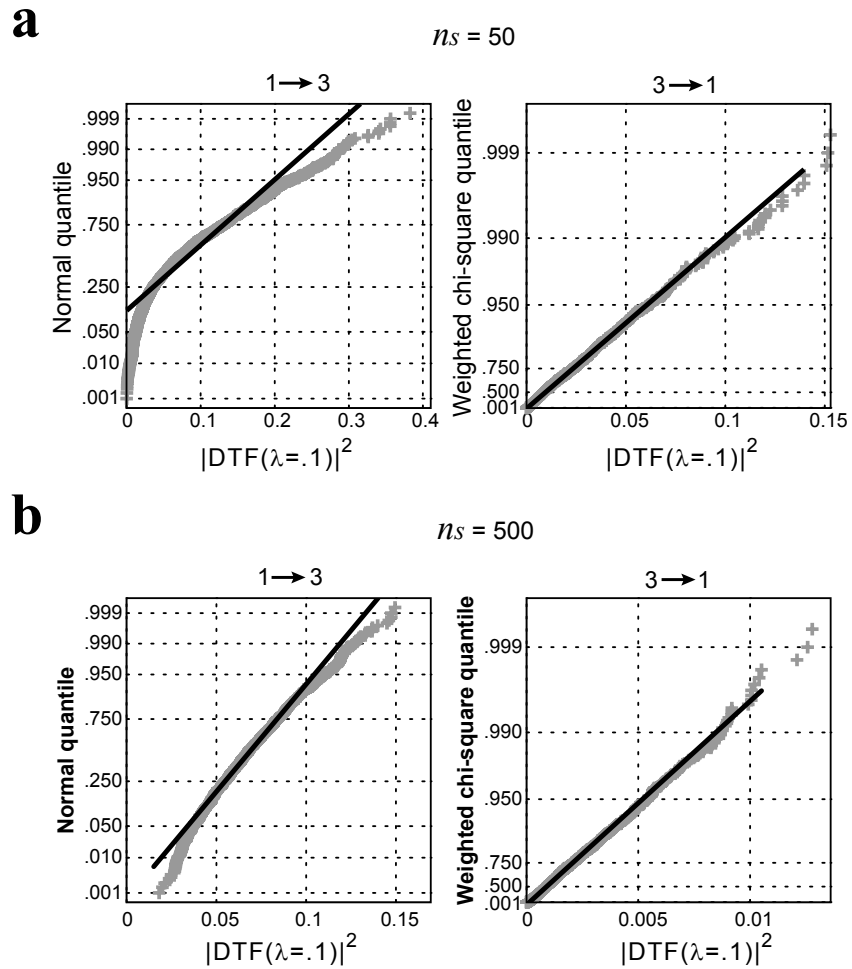 a
ns = 50
1→3
Normal quantile
.999
.990
.950
.750
.250
.050
.010
.001
0 0.1 0.2 0.3 0.4
|DTF(λ=.1)|²
3→1
Weighted chi-square quantile
.999
.990
.950
.750
.500
.001
0 0.05 0.1 0.15
|DTF(λ=.1)|²
b
ns = 500
1→3
Normal quantile
.999
.990
.950
.750
.250
.050
.010
.001
0 0.05 0.1 0.15
|DTF(λ=.1)|²
3→1
Weighted chi-square quantile
.999
.990
.950
.750
.500
.001
0 0.005 0.01
|DTF(λ=.1)|²